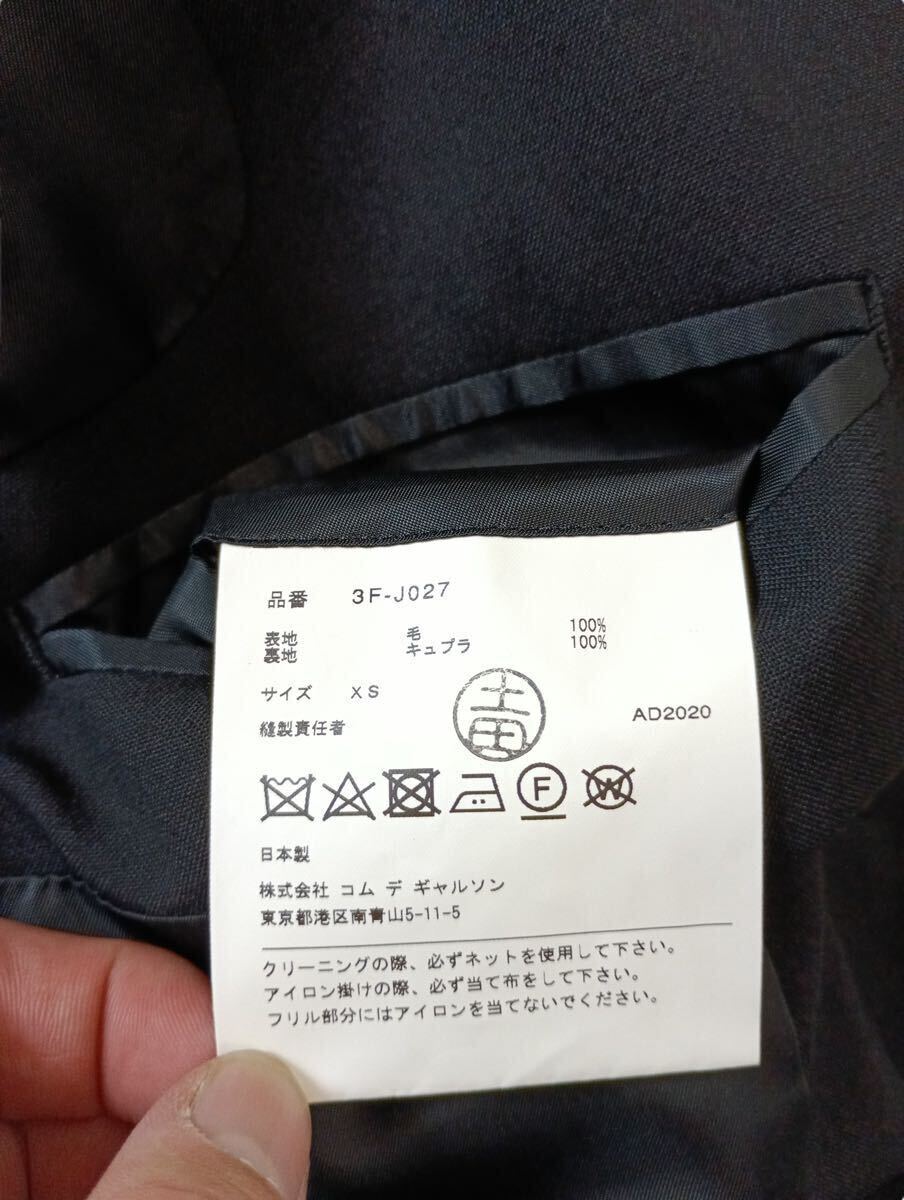 品番 3F-J027
表地 毛 100%
裏地 キュプラ 100%
サイズ XS
縫製責任者 土田 AD2020
F W
日本製
株式会社 コム デ ギャルソン
東京都港区南青山5-11-5
クリーニングの際、必ずネットを使用して下さい。
アイロン掛けの際、必ず当て布をして下さい。
フリル部分にはアイロンを当てないでください。